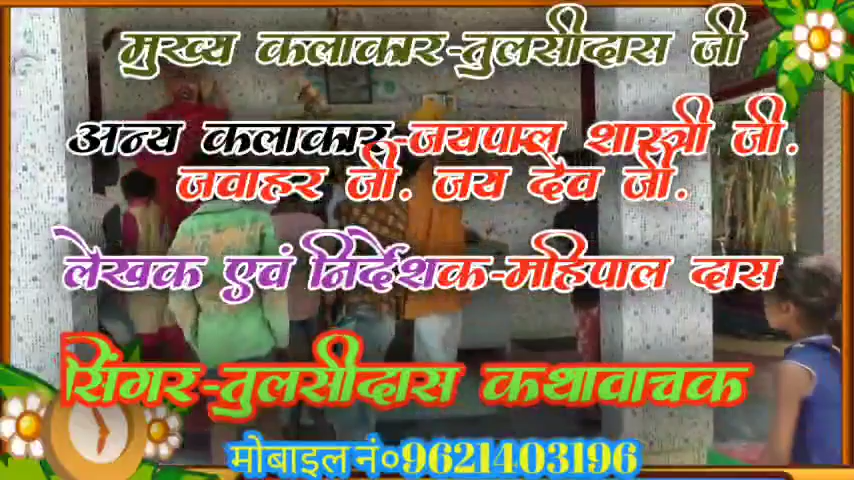 मुख्य कलाकार-तुलसीदास जी
अन्य कलाकार-जयपाल शास्त्री जी.
जवाहर जी. जय देव जी.
लेखक एवं निर्देशक-महिपाल दास
सिंगर-तुलसीदास कथावाचक
मोबाइल नं०9621403196